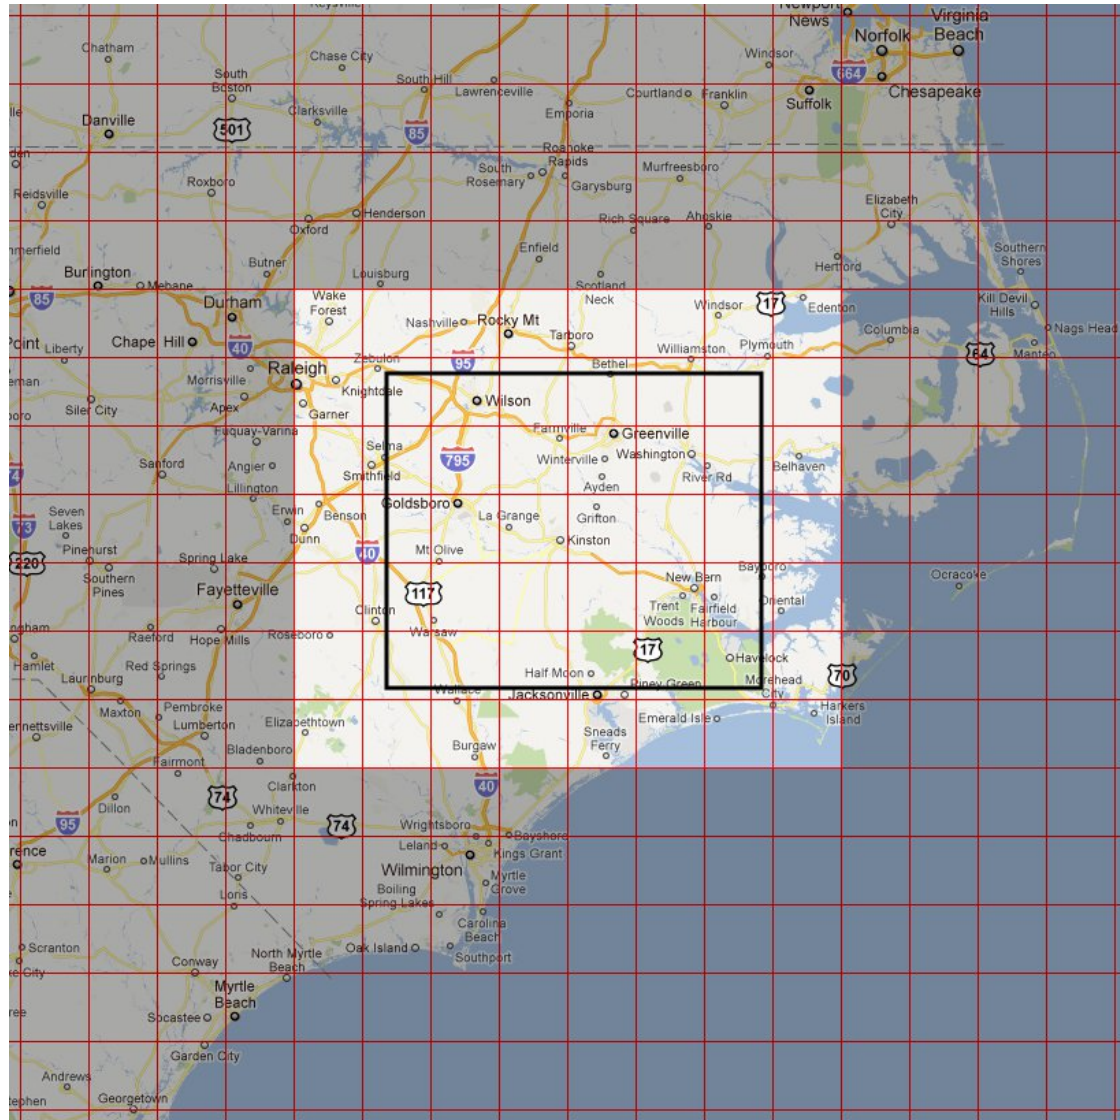 Keysville
Newport
News
Virginia
Beach
Norfolk
Chatham
Chase City
Windsor
664
South
Boston
South Hill
Lawrenceville
Courtland
Franklin
Suffolk
Chesapeake
Clarksville
Emporia
Danville
501
85
Roanoke
Rapids
South
Rosemary
Garysburg
Murfreesboro
Reidsville
Roxboro
Henderson
Oxford
Rich Square
Ahoskie
Elizabeth
City
nmerfield
Enfield
Butner
Louisburg
Hertford
Southern
Shores
Burlington
Mebane
85
Durham
Wake
Forest
Scotland
Neck
Windsor
17
Edenton
Kill Devil
Hills
Nashville
Rocky Mt
Tarboro
Columbia
Nags Head
Point
Liberty
Chapel Hill
40
Zebulon
95
Bethel
Williamston
Plymouth
64
Manteo
eman
Morrisville
Raleigh
Knightdale
Siler City
Apex
Garner
Wilson
Fuquay-Varina
Farmville
Greenville
Selma
Sanford
Angier
Smithfield
795
Winterville
Washington
Belhaven
River Rd
Lillington
Ayden
Seven
Lakes
73
Erwin
Benson
Goldsboro
La Grange
Grifton
Dunn
Pinehurst
220
Southern
Pines
Spring Lake
40
Mt Olive
Kinston
Bayboro
Ocracoke
Fayetteville
117
New Bern
Trent
Woods
Fairfield
Harbour
Oriental
Clinton
Raeford
Hope Mills
Roseboro
Warsaw
17
Hamlet
Red Springs
Half Moon
Havelock
70
Laurinburg
Wallace
Jacksonville
Piney Green
Morehead
City
Maxton
Pembroke
Harkers
Island
Lumberton
Elizabethtown
Emerald Isle
ennettsville
Sneads
Ferry
Bladenboro
Burgaw
Fairmont
Clarkton
40
Dillon
74
Whiteville
95
Chadbourn
74
Wrightsboro
Bayshore
Leland
Kings Grant
rence
Marion
Mullins
Tabor City
Wilmington
Myrtle
Grove
Loris
Boiling
Spring Lakes
Carolina
Beach
Scranton
Oak Island
Southport
Conway
North Myrtle
Beach
Myrtle
Beach
Socastee
Garden City
Andrews
Georgetown